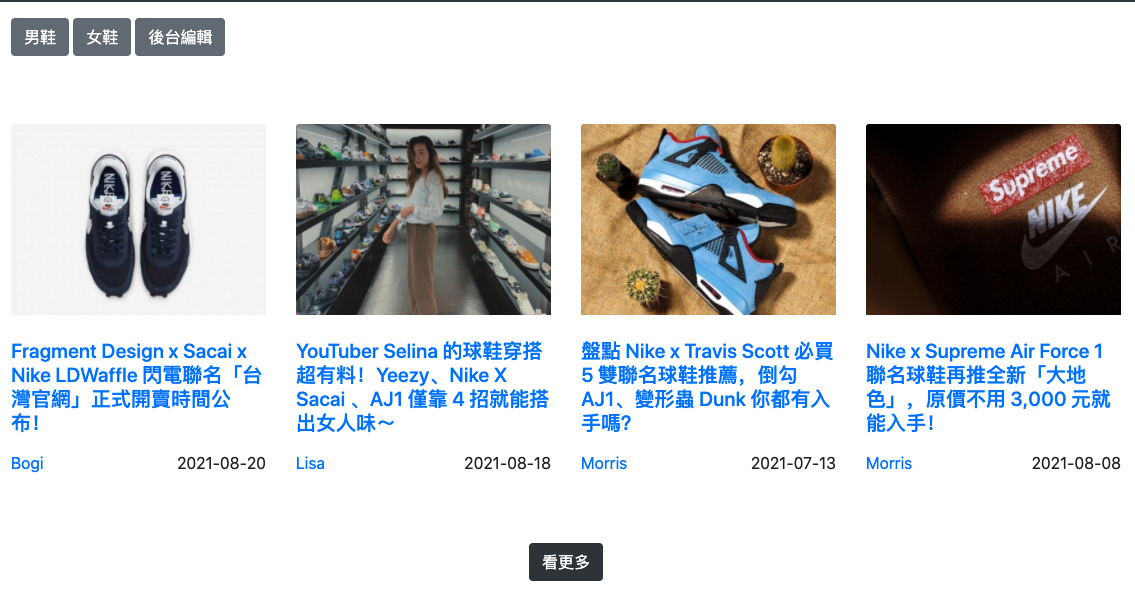 男鞋 女鞋 後台編輯
Supreme
NIKE
AIR
Fragment Design x Sacai x
Nike LDWaffle 閃電聯名「台
灣官網」正式開賣時間公
布！
Bogi 2021-08-20
YouTuber Selina 的球鞋穿搭
超有料！Yeezy、Nike X
Sacai 、AJ1 僅靠 4 招就能搭
出女人味～
Lisa 2021-08-18
盤點 Nike x Travis Scott 必買
5 雙聯名球鞋推薦，倒勾
AJ1、變形蟲 Dunk 你都有入
手嗎?
Morris 2021-07-13
Nike x Supreme Air Force 1
聯名球鞋再推全新「大地
色」，原價不用 3,000 元就
能入手！
Morris 2021-08-08
看更多